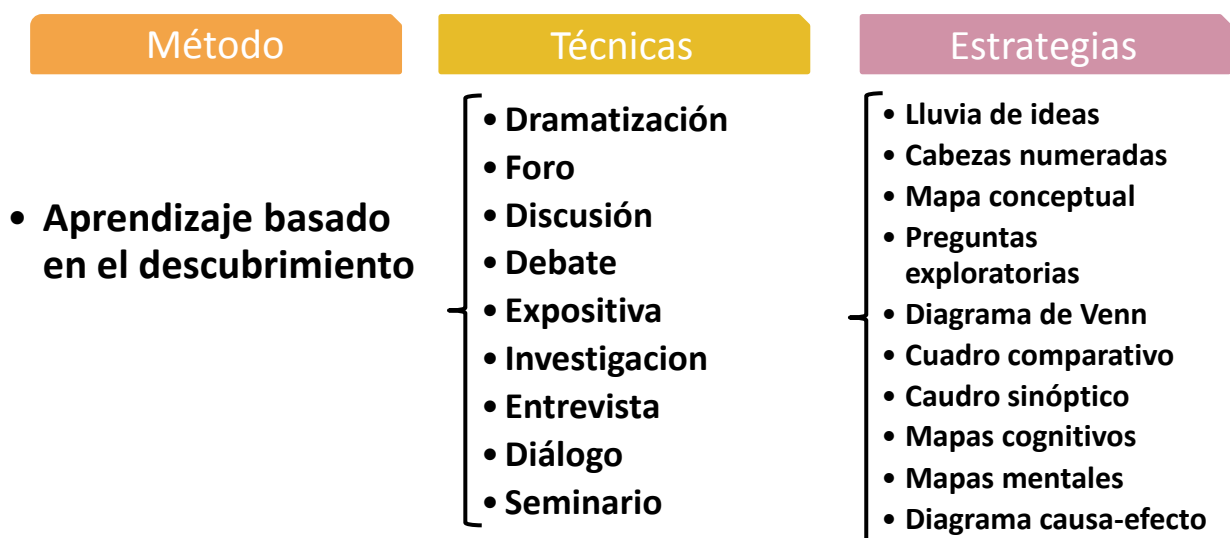 Método
• Aprendizaje basado
en el descubrimiento
Técnicas
• Dramatización
• Foro
• Discusión
• Debate
• Expositiva
• Investigacion
• Entrevista
• Diálogo
• Seminario
Estrategias
• Lluvia de ideas
• Cabezas numeradas
• Mapa conceptual
• Preguntas
exploratorias
• Diagrama de Venn
• Cuadro comparativo
• Caudro sinóptico
• Mapas cognitivos
• Mapas mentales
• Diagrama causa-efecto